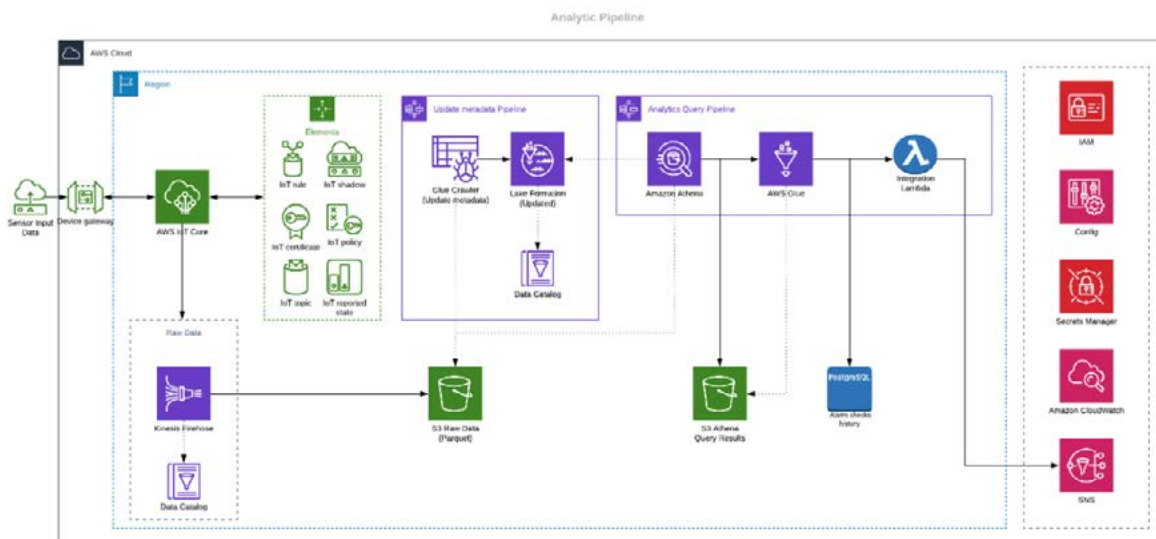 Analytic Pipeline
AWS Cloud
Region
Elements
IoT rule
IoT shadow
IoT certificate
IoT policy
IoT topic
IoT reported
state
Update metadata Pipeline
Glue Crawler
(Update metadata)
Lake Formation
(Updated)
Data Catalog
Analytics Query Pipeline
Amazon Athena
AWS Glue
Integration
Lambda
Sensor Input
Data
Device gateway
AWS IoT Core
Raw Data
Kinesis Firehose
Data Catalog
S3 Raw Data
(Parquet)
S3 Athena
Query Results
PostgreSQL
Alarm checks
history
IAM
Config
Secrets Manager
Amazon CloudWatch
SNS